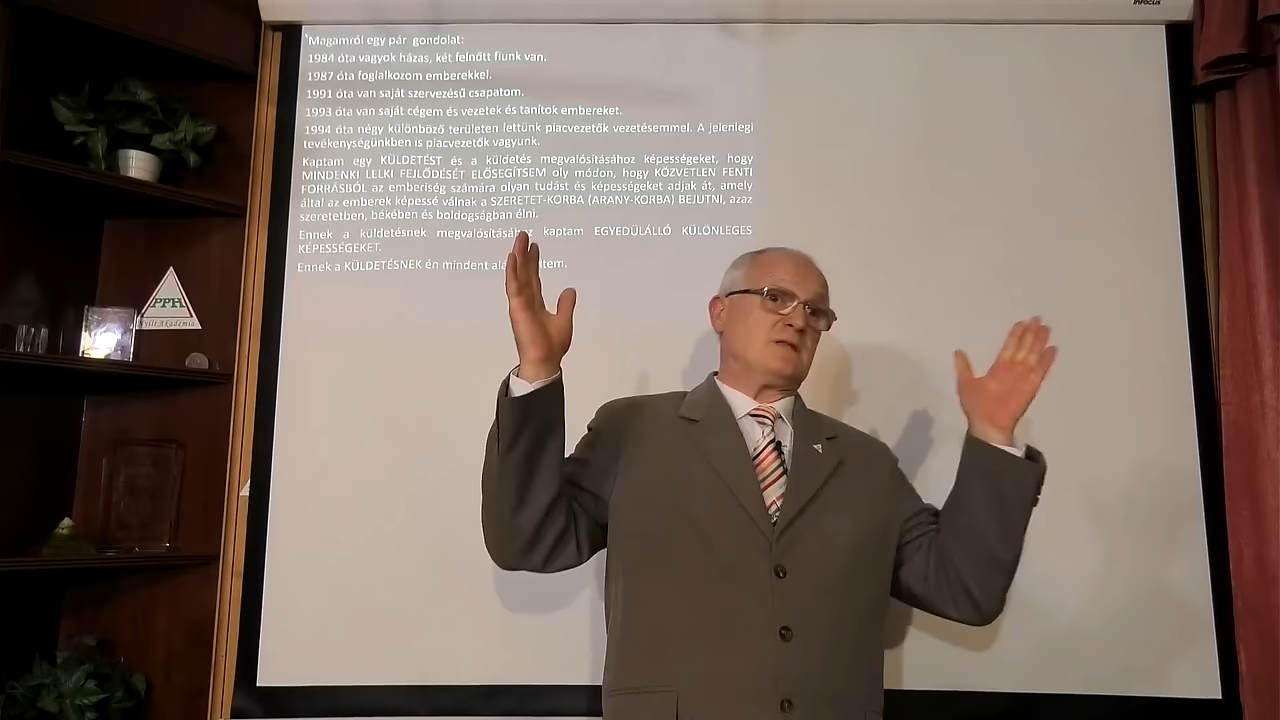 InFocus
Magamról egy pár gondolat:
1984 óta vagyok házas, két felnőtt fiunk van.
1987 óta foglalkozom emberekkel.
1991 óta van saját szervezésű csapatom.
1993 óta van saját cégem és vezetek és tanítok embereket.
1994 óta négy különböző területen lettünk piacvezetők vezetésemmel. A jelenlegi
tevékenységünkben is piacvezetők vagyunk.
Kaptam egy KÜLDETÉST és a küldetés megvalósításához képességeket, hogy
MINDENKI LELKI FEJLŐDÉSÉT ELŐSEGÍTSEM oly módon, hogy KÖZVETLEN FENTI
FORRÁSBÓL az emberiség számára olyan tudást és képességeket adjak át, amely
által az emberek képessé válnak a SZERETET-KORBA (ARANY-KORBA) BEJUTNI, azaz
szeretetben, békében és boldogságban élni.
Ennek a küldetésnek megvalósításához kaptam EGYEDÜLÁLLÓ KÜLÖNLEGES
KÉPESSÉGEKET.
Ennek a KÜLDETÉSNEK én mindent
PPH
Nyílt Akadémia